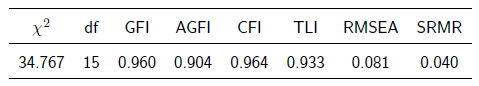 χ² df GFI AGFI CFI TLI RMSEA SRMR
34.767 15 0.960 0.904 0.964 0.933 0.081 0.040